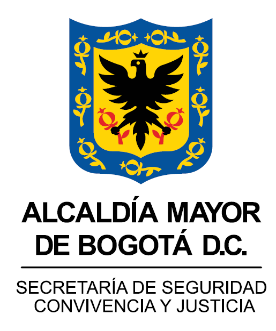 ALCALDÍA MAYOR
DE BOGOTÁ D.C.
SECRETARÍA DE SEGURIDAD
CONVIVENCIA Y JUSTICIA